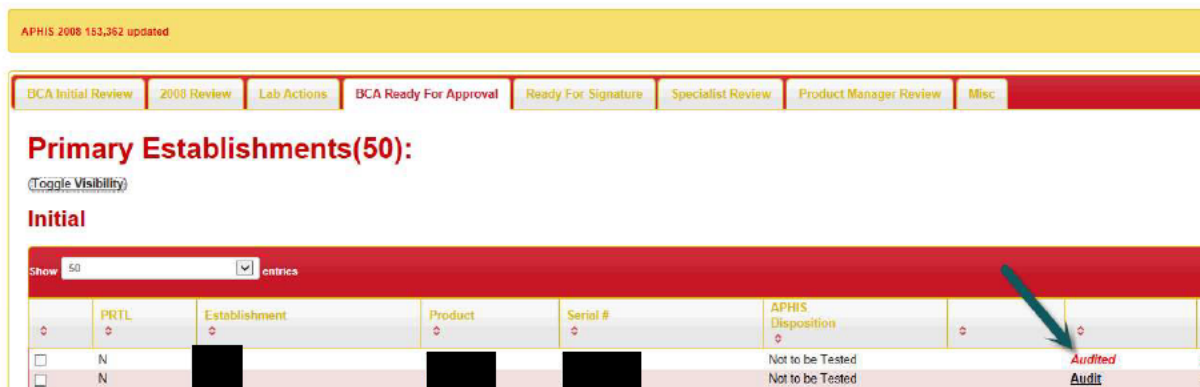 APHIS 2008 153,362 updated
BCA Initial Review 2008 Review Lab Actions BCA Ready For Approval Ready For Signature Specialist Review Product Manager Review Misc
Primary Establishments(50):
(Toggle Visibility)
Initial
Show 50 entries
PRTL Establishment Product Serial # APHIS Disposition
N Not to be Tested Audited
N Not to be Tested Audit